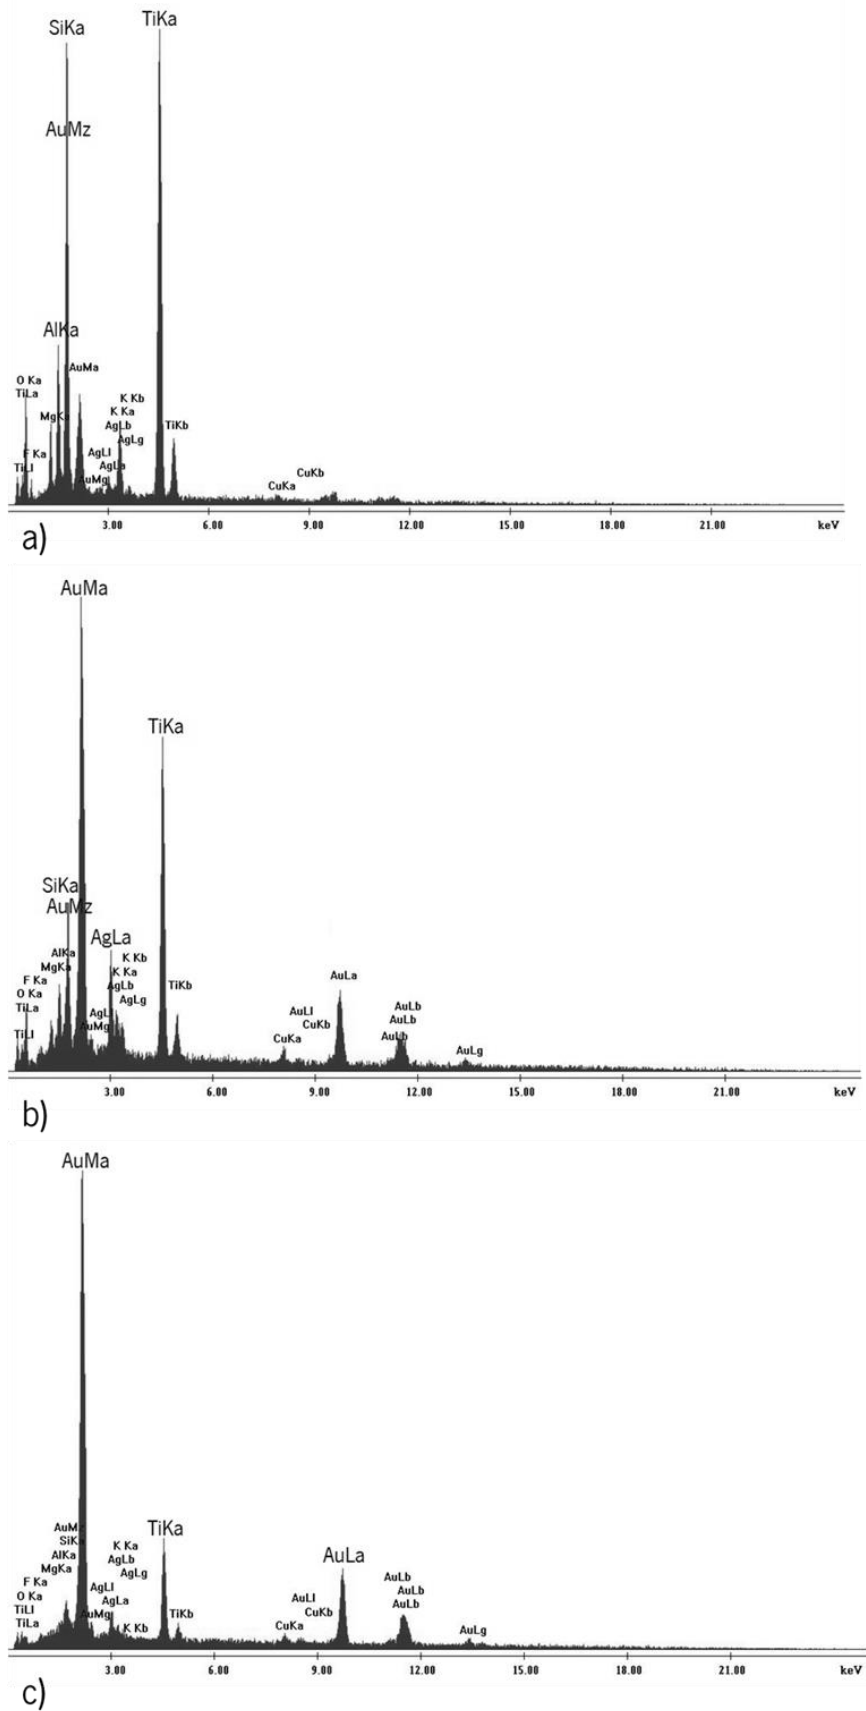 TiKa
SiKa
AuMz
AlKa
AuMa
O Ka
TiLa
K Kb
K Ka
MgKa
AgLb
TiKb
AgLg
F Ka
AgLl
AgLa
TiLl
AuMg
CuKb
CuKa
3.00 6.00 9.00 12.00 15.00 18.00 21.00 keV
a)
AuMa
TiKa
SiKa
AuMz
AgLa
AlKa
K Kb
MgKa
K Ka
AuLa
F Ka
AgLb
TiKb
O Ka
AgLg
TiLa
AgLl
AuLl
AuLb
AuMg
CuKb
AuLb
TiLl
CuKa
AuLb
AuLg
3.00 6.00 9.00 12.00 15.00 18.00 21.00 keV
b)
AuMa
AuMz
TiKa
SiKa
K Ka
AlKa
AgLb
AuLa
MgKa
AgLg
F Ka
AgLl
AuLb
O Ka
AgLa
AuLl
AuLb
TiLl
AuMg
TiKb
CuKb
AuLb
TiLa
K Kb
CuKa
AuLg
3.00 6.00 9.00 12.00 15.00 18.00 21.00 keV
c)